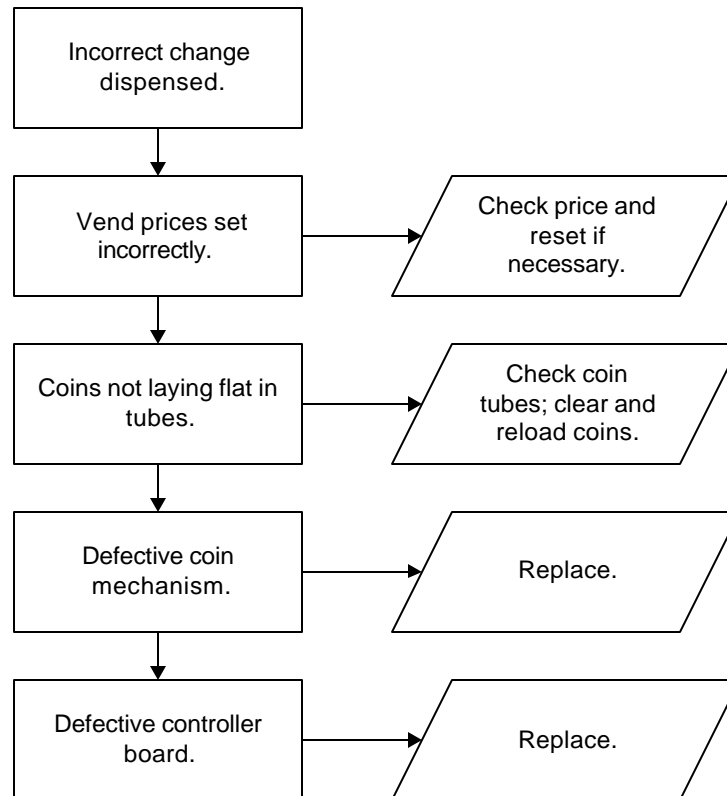 Incorrect change
dispensed.
Vend prices set
incorrectly.
Check price and
reset if
necessary.
Coins not laying flat in
tubes.
Check coin
tubes; clear and
reload coins.
Defective coin
mechanism.
Replace.
Defective controller
board.
Replace.